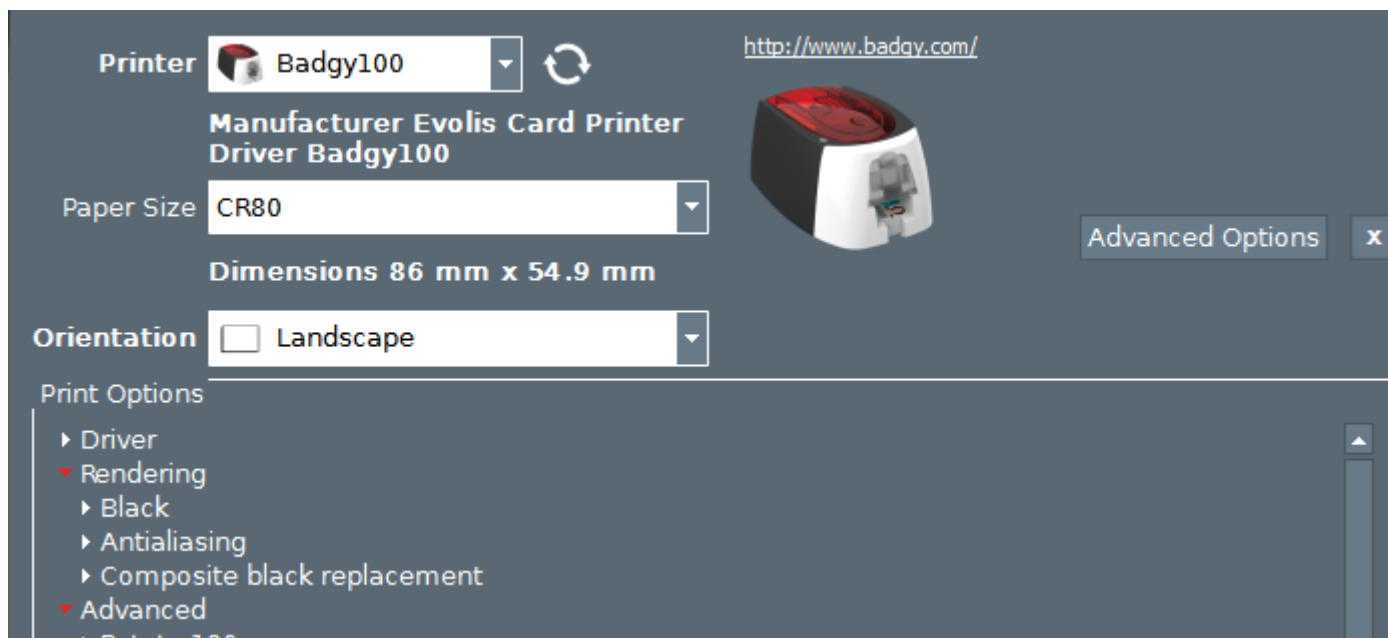 Printer Badgy100
http://www.badgy.com/
Manufacturer Evolis Card Printer
Driver Badgy100
Paper Size CR80
Advanced Options x
Dimensions 86 mm x 54.9 mm
Orientation Landscape
Print Options
Driver
Rendering
Black
Antialiasing
Composite black replacement
Advanced